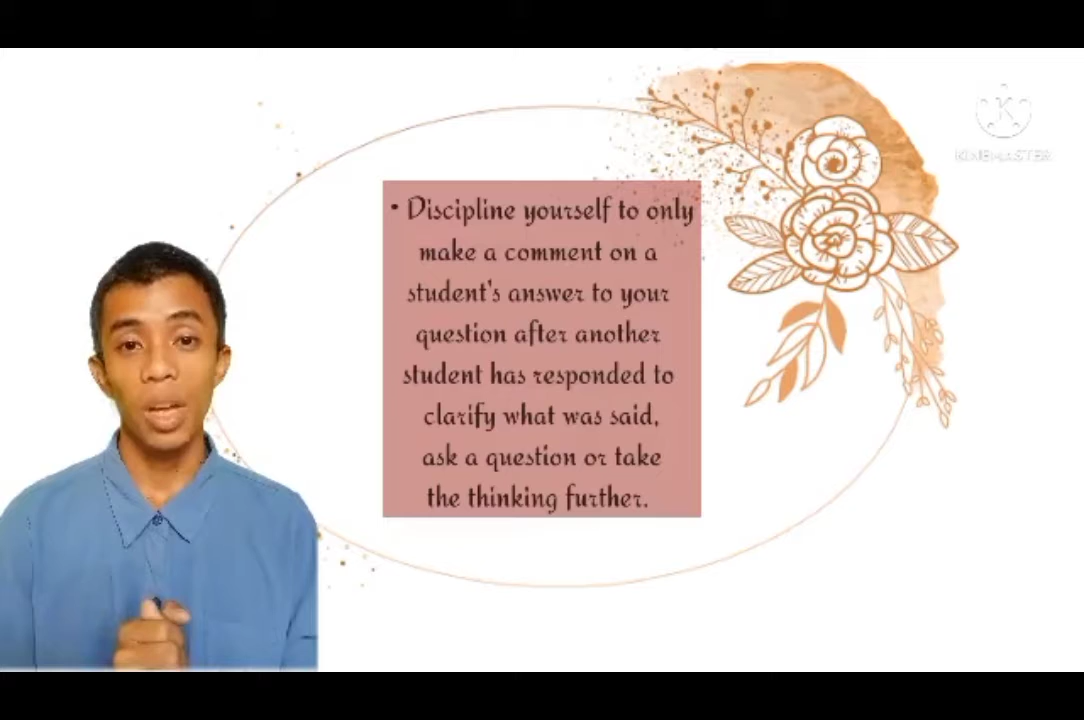 • Discipline yourself to only
make a comment on a
student's answer to your
question after another
student has responded to
clarify what was said,
ask a question or take
the thinking further.
K
KINEMASTER